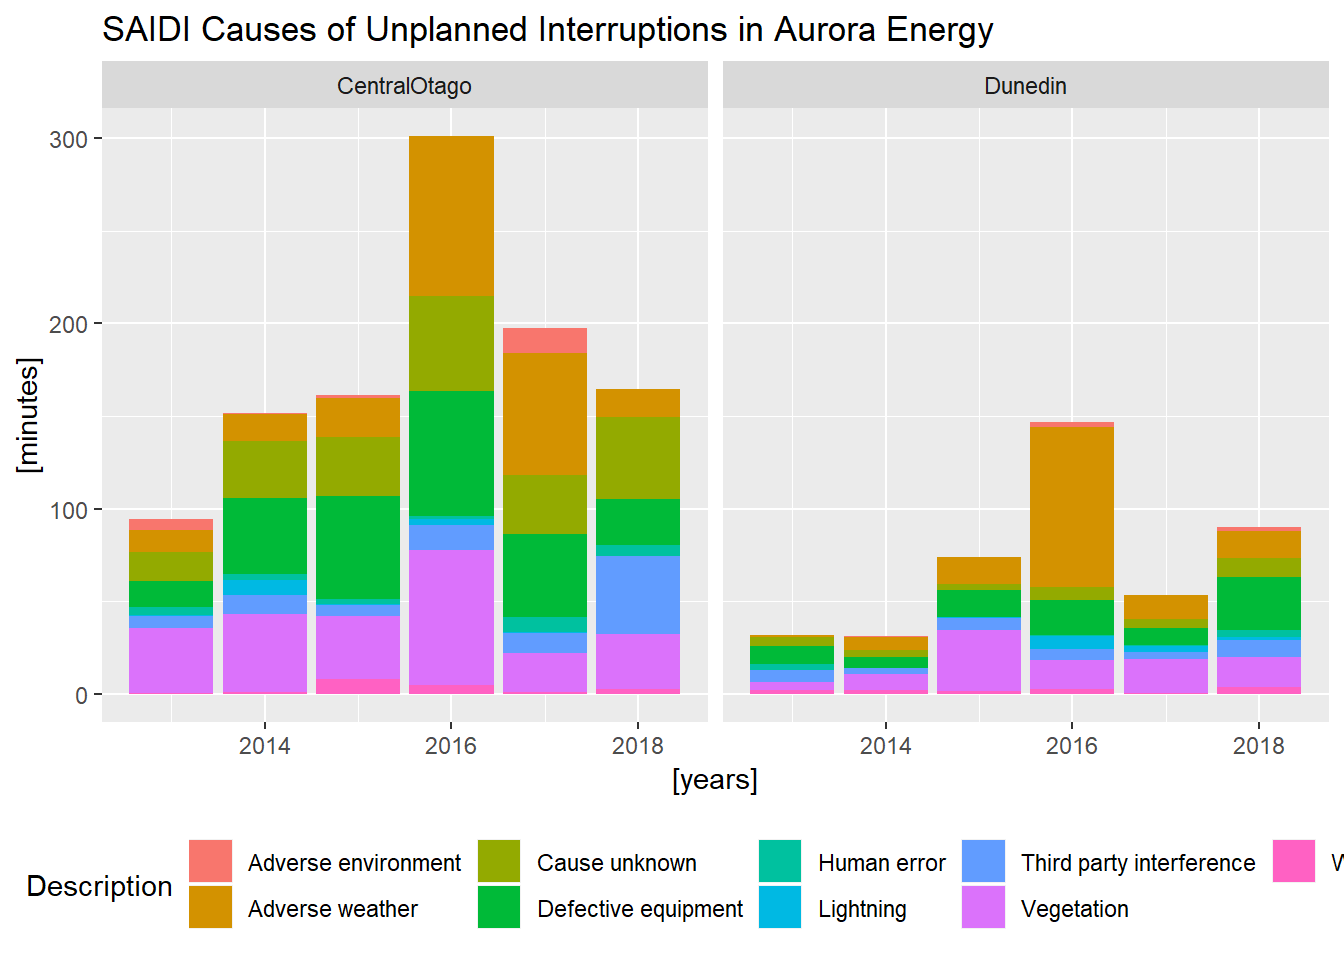 SAIDI Causes of Unplanned Interruptions in Aurora Energy
CentralOtago
Dunedin
300
200
100
0
[minutes]
2014 2016 2018
2014 2016 2018
[years]
Description
Adverse environment
Adverse weather
Cause unknown
Defective equipment
Human error
Lightning
Third party interference
Vegetation